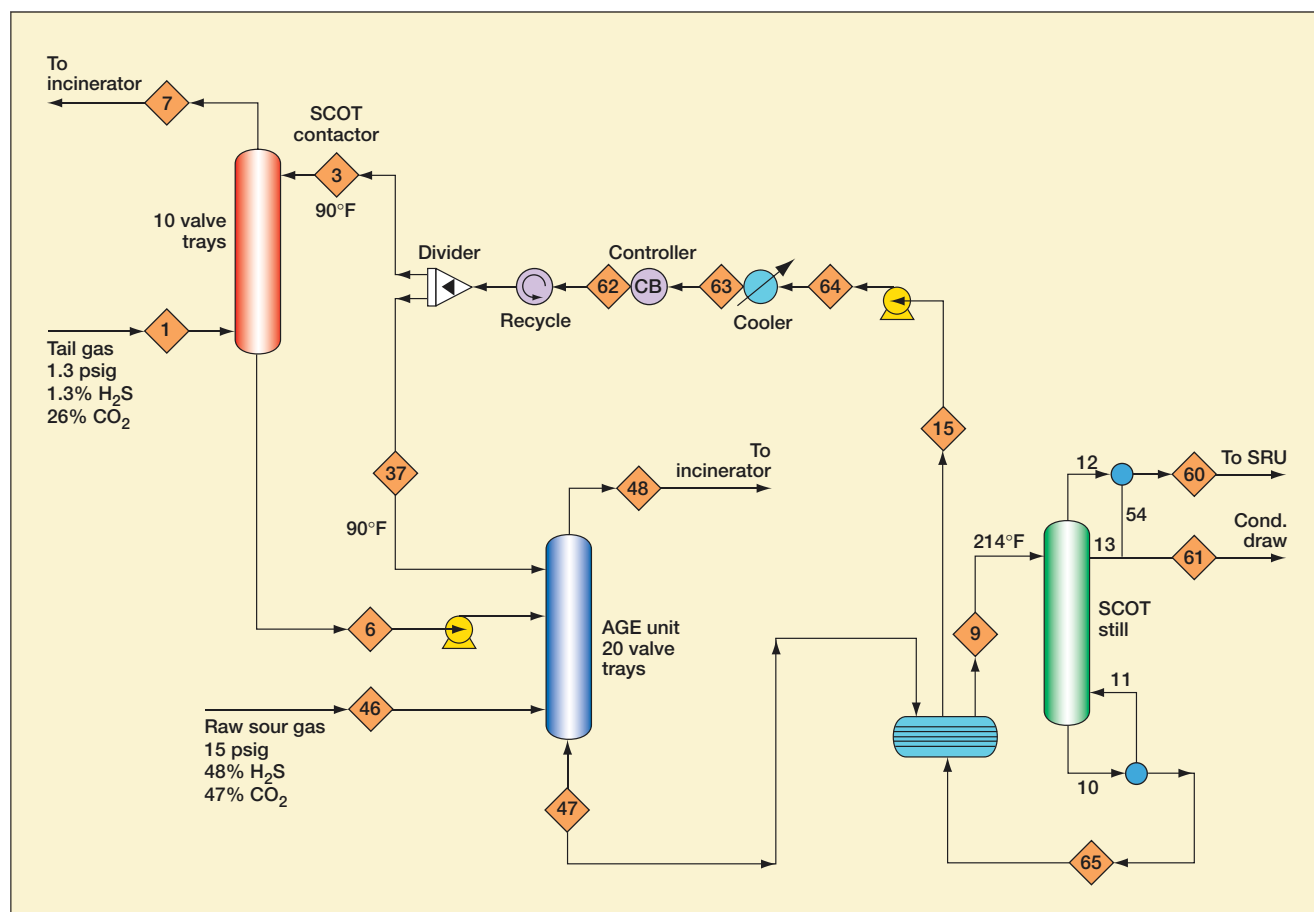 To
incinerator
7
SCOT
contactor
3
90°F
10 valve
trays
Divider
Controller
62
CB
63
64
Recycle
Cooler
1
Tail gas
1.3 psig
1.3% H₂S
26% CO₂
15
37
To
incinerator
48
90°F
12
60
To SRU
54
Cond.
draw
214°F
13
61
6
AGE unit
20 valve
trays
9
SCOT
still
11
46
Raw sour gas
15 psig
48% H₂S
47% CO₂
10
47
65